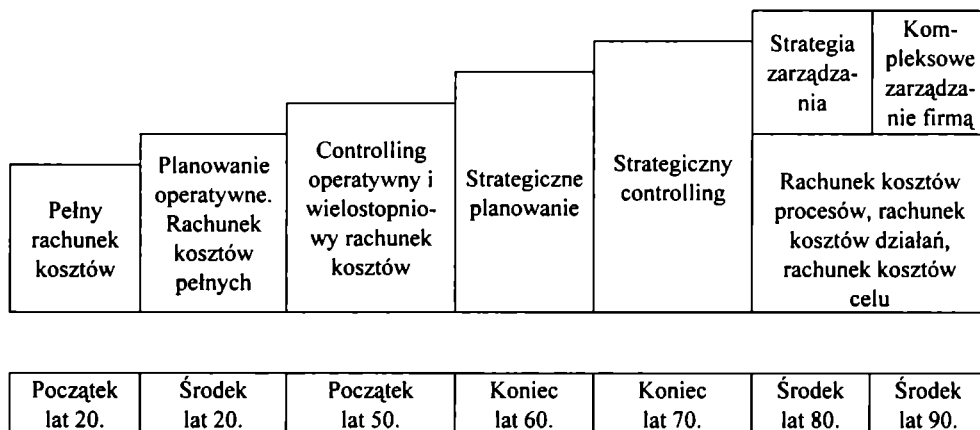 Pełny
rachunek
kosztów
Planowanie
operatywne.
Rachunek
kosztów
pełnych
Controlling
operatywny i
wielostopnio-
wy rachunek
kosztów
Strategiczne
planowanie
Strategiczny
controlling
Strategia
zarządza-
nia
Kom-
pleksowe
zarządza-
nie firmą
Rachunek kosztów
procesów, rachunek
kosztów działań,
rachunek kosztów
celu
Początek
lat 20.
Środek
lat 20.
Początek
lat 50.
Koniec
lat 60.
Koniec
lat 70.
Środek
lat 80.
Środek
lat 90.